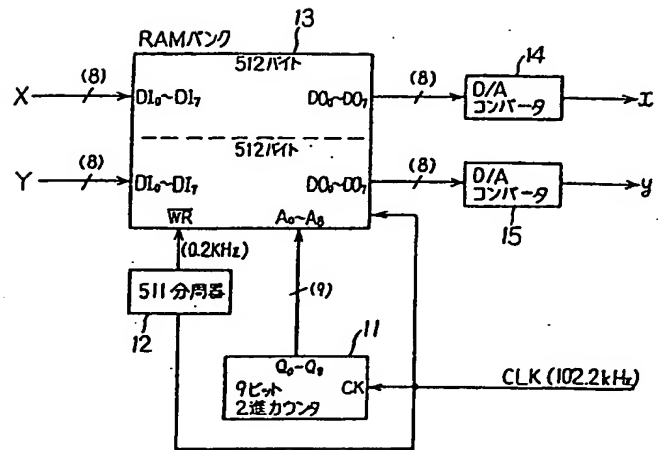 13
RAMバンク
512バイト
14
X (8) DI₀~DI₇ DO₀~DO₇ (8) D/A コンバータ x
512バイト
Y (8) DI₀~DI₇ DO₀~DO₇ (8) D/A コンバータ y
15
W̅R̅ A₀~A₈
(0.2KHz)
511分周器
12
(9)
11
Q₀-Q₈
9ビット
2進カウンタ
CK
CLK (102.2kHz)